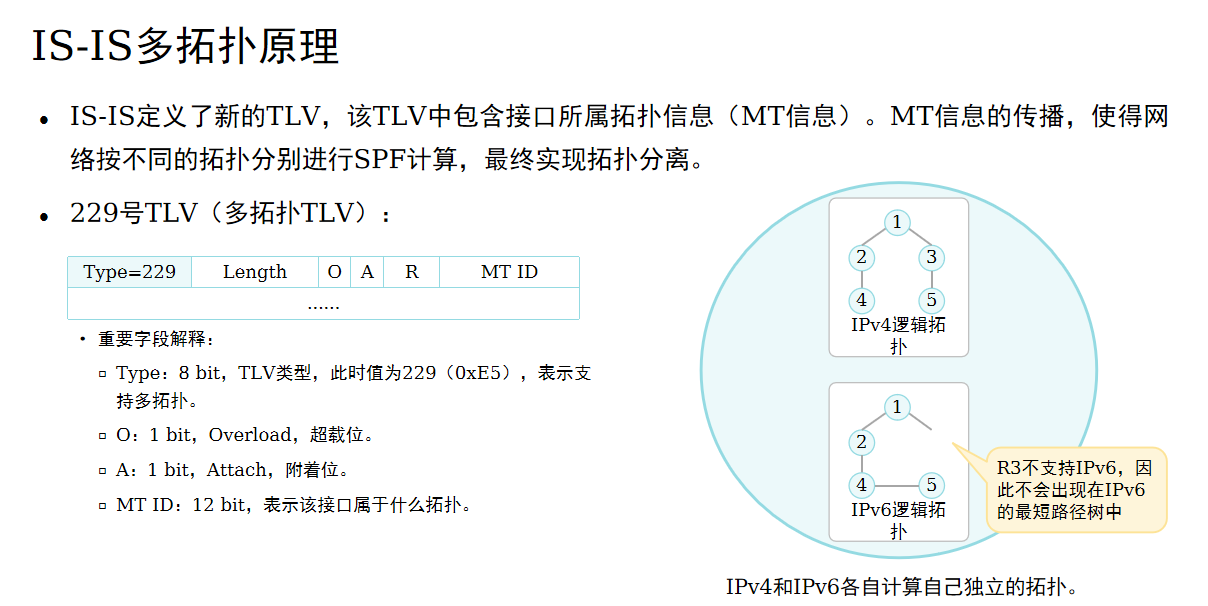 IS-IS多拓扑原理
• IS-IS定义了新的TLV，该TLV中包含接口所属拓扑信息（MT信息）。MT信息的传播，使得网
络按不同的拓扑分别进行SPF计算，最终实现拓扑分离。
• 229号TLV（多拓扑TLV）：
Type=229 Length O A R MT ID
......
• 重要字段解释：
▫ Type：8 bit，TLV类型，此时值为229（0xE5），表示支
持多拓扑。
▫ O：1 bit，Overload，超载位。
▫ A：1 bit，Attach，附着位。
▫ MT ID：12 bit，表示该接口属于什么拓扑。
1
2 3
4 5
IPv4逻辑拓
扑
1
2
4 5
IPv6逻辑拓
扑
R3不支持IPv6，因
此不会出现在IPv6
的最短路径树中
IPv4和IPv6各自计算自己独立的拓扑。